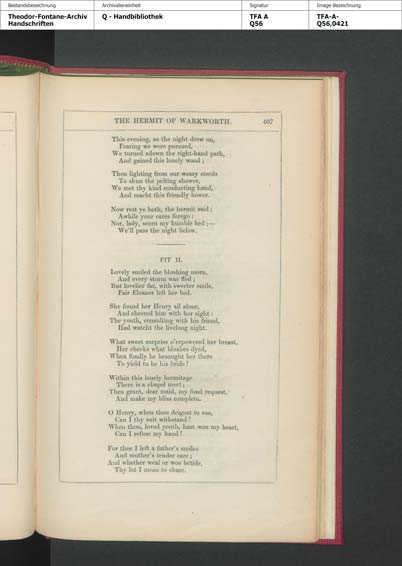 Bestandsbezeichnung
Archivalieneinheit
Signatur
Image-Bezeichnung
Theodor-Fontane-Archiv
Handschriften
Q - Handbibliothek
TFA A
Q56
TFA-A-
Q56,0421
THE HERMIT OF WARKWORTH. 407
This evening, as the night drew on,
Fearing we were pursued,
We turned adown the right-hand path,
And gained this lonely wood;
Then lighting from our weary steeds
To shun the pelting shower,
We met thy kind conducting hand,
And reacht this friendly bower.
Now rest ye both, the hermit said;
Awhile your cares forego:
Nor, lady, scorn my humble bed;—
We'll pass the night below.
FIT II.
Lovely smiled the blushing morn,
And every storm was fled;
But lovelier far, with sweeter smile,
Fair Eleanor left her bed.
She found her Henry all alone,
And cheered him with her sight:
The youth, consulting with his friend,
Had watcht the livelong night.
What sweet surprise o'erpowered her breast,
Her cheeks what blushes dyed,
When fondly he besought her there
To yield to be his bride!
Within this lonely hermitage
There is a chapel meet;
Then grant, dear maid, my fond request,
And make my bliss complete.
O Henry, when thou deignst to sue,
Can I thy suit withstand?
When thou, loved youth, hast won my heart,
Can I refuse my hand?
For thee I left a father's smiles
And mother's tender care;
And whether weal or woe betide,
Thy lot I mean to share.